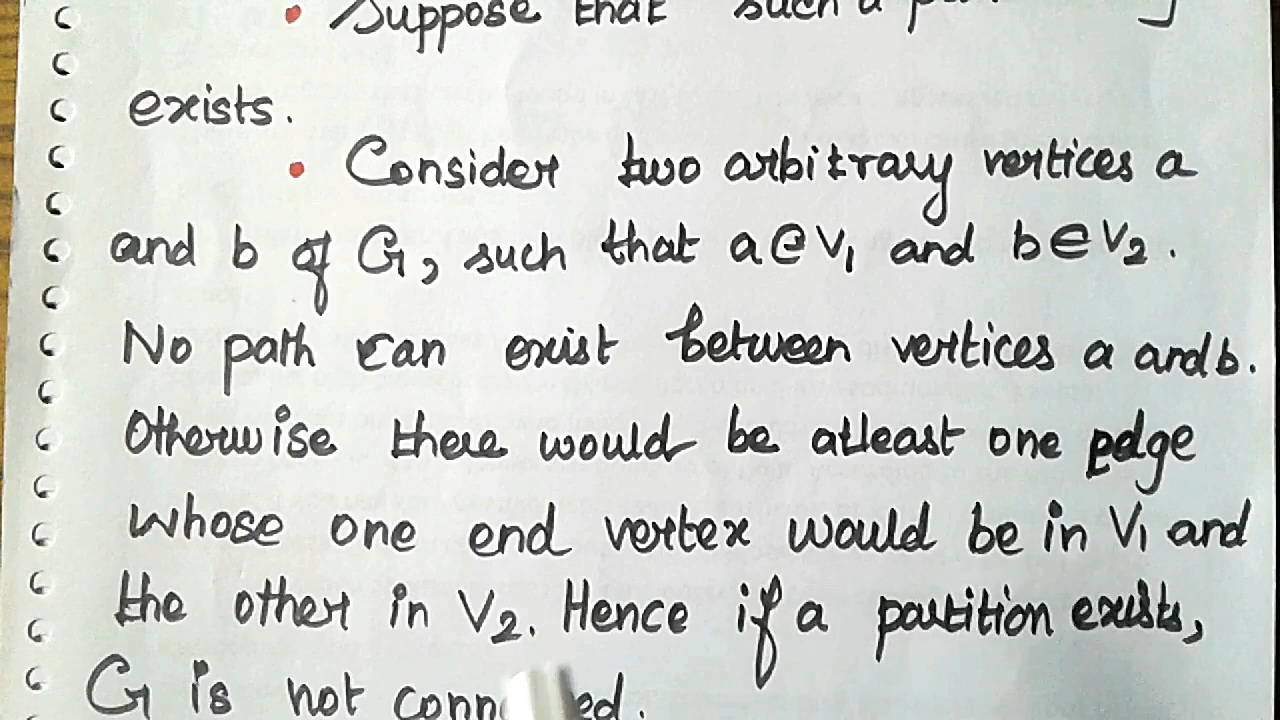 • Suppose that such a
exists.
• Consider two arbitrary vertices a
and b of G, such that a∈V1 and b∈V2.
No path can exist between vertices a and b.
Otherwise there would be atleast one edge
whose one end vertex would be in V1 and
the other in V2. Hence if a partition exists,
G is not